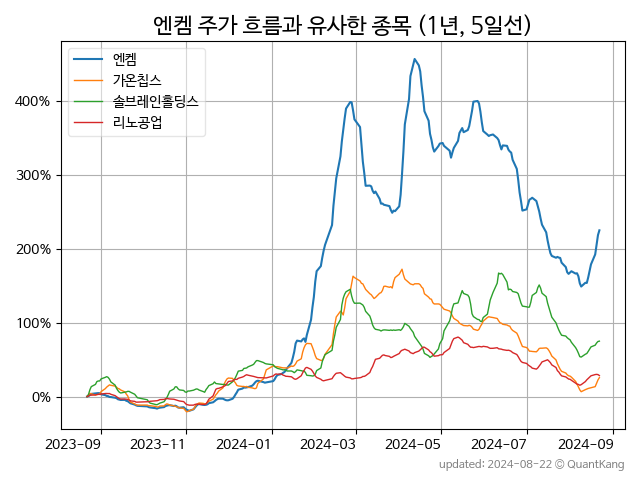 엔켐 주가 흐름과 유사한 종목 (1년, 5일선)
엔켐
가온칩스
솔브레인홀딩스
리노공업
400%
300%
200%
100%
0%
2023-09 2023-11 2024-01 2024-03 2024-05 2024-07 2024-09
updated: 2024-08-22 © QuantKang